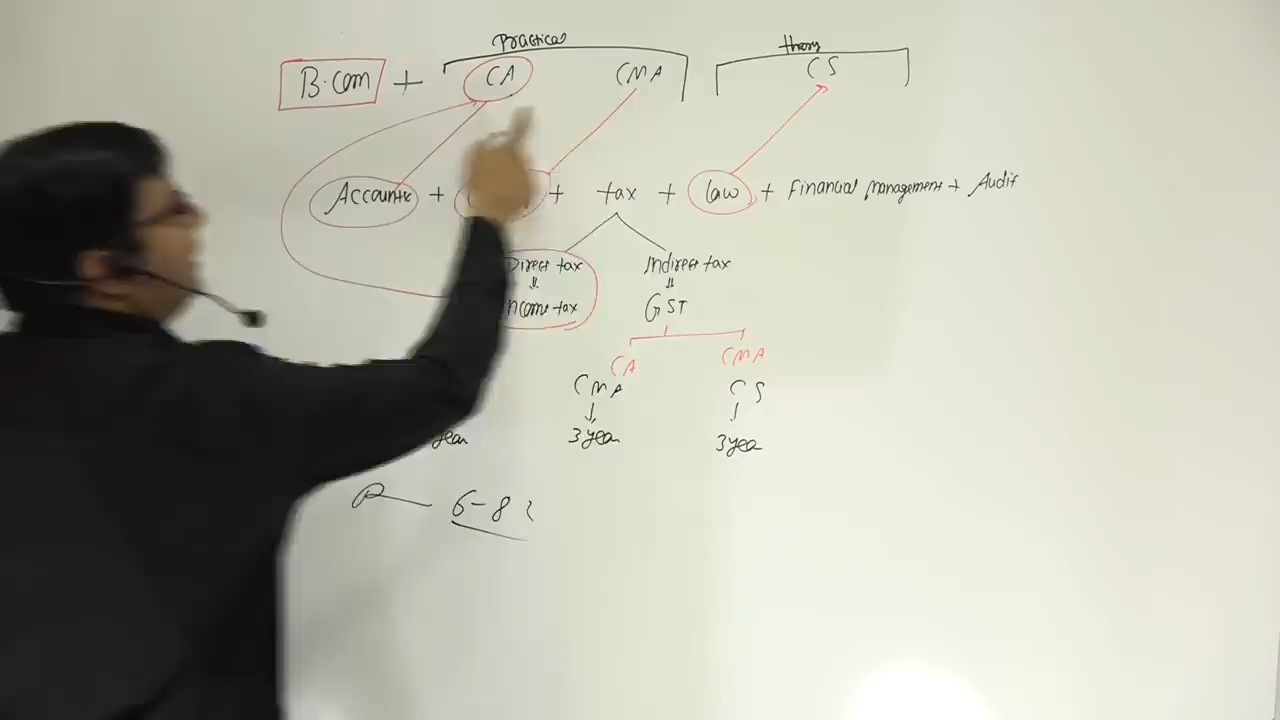 Practical theory
B.com + CA CMA CS
Accounts + + tax + law + Financial management + Audit
Direct tax Indirect tax
Income tax GST
CA CMA
CMA CS
year 3 year 3 year
6-8